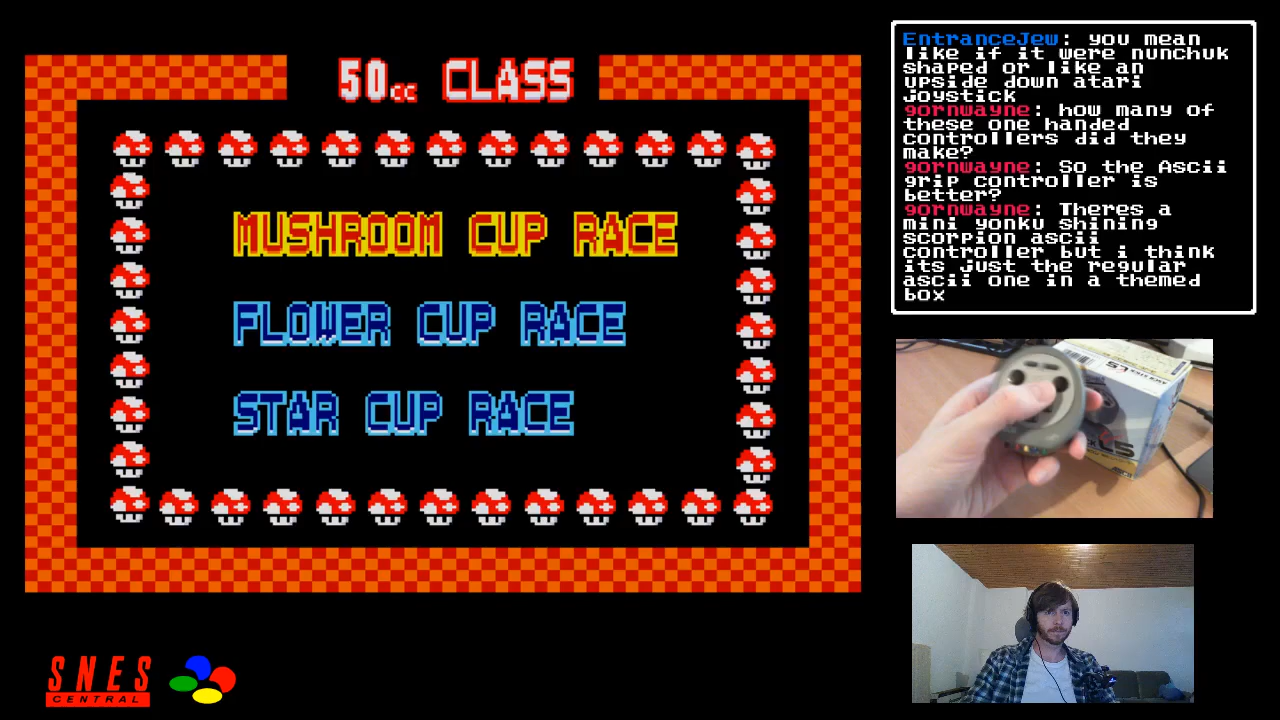 50cc CLASS
MUSHROOM CUP RACE
FLOWER CUP RACE
STAR CUP RACE
SNES
CENTRAL
EntranceJew: you mean
like if it were nunchuk
shaped or like an
upside down atari
joystick
gornwayne: how many of
these one handed
controllers did they
make?
gornwayne: So the Ascii
grip controller is
better?
gornwayne: Theres a
mini yonku shining
scorpion ascii
controller but i think
its just the regular
ascii one in a themed
box